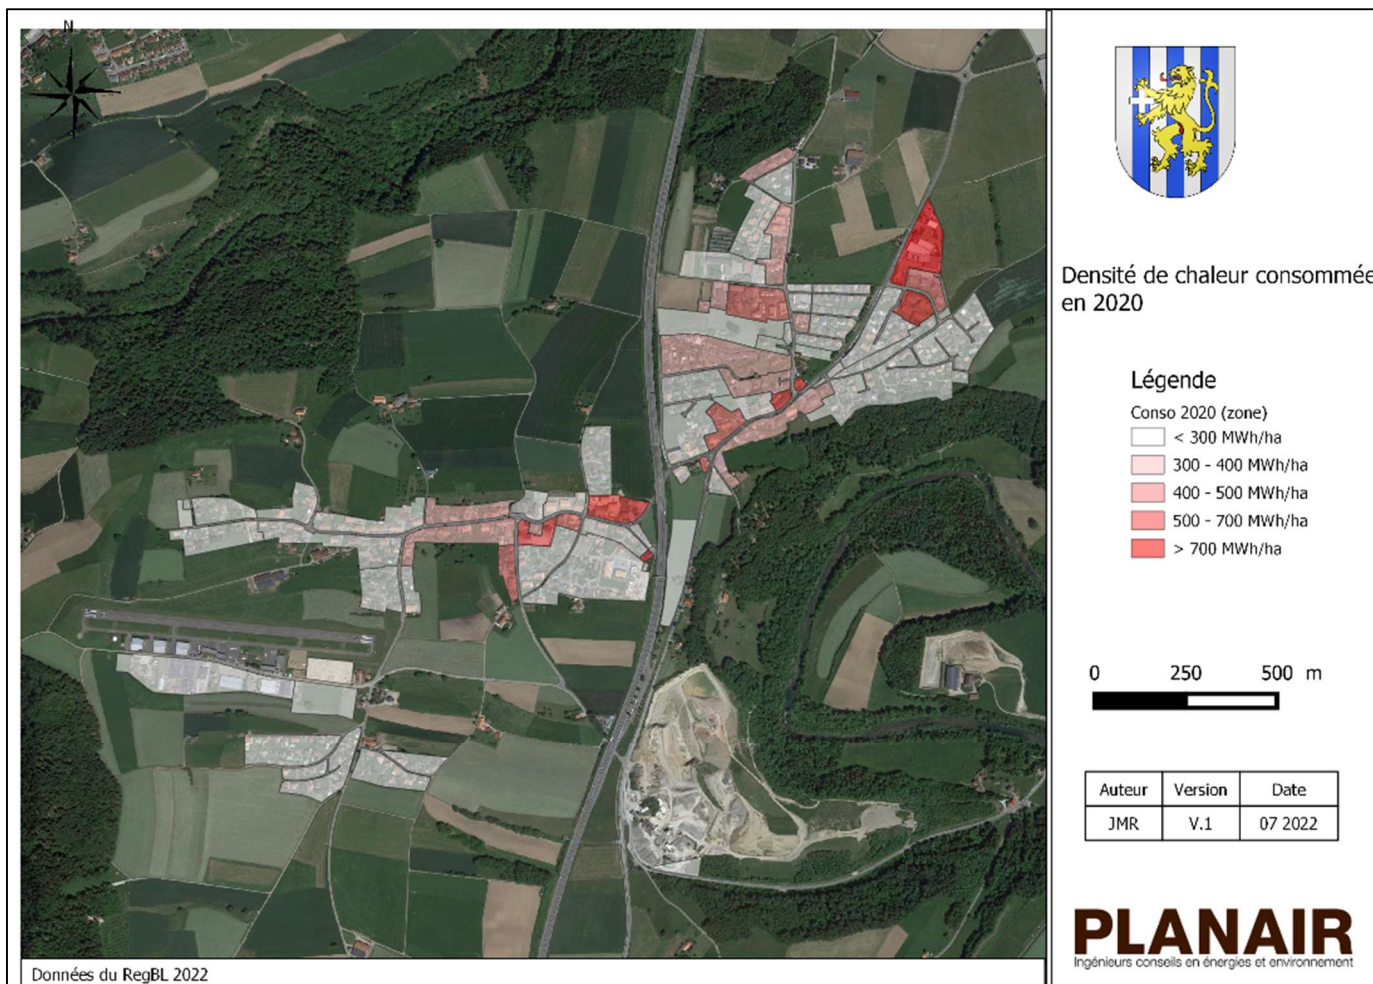 N
Densité de chaleur consommée
en 2020
Légende
Conso 2020 (zone)
< 300 MWh/ha
300 - 400 MWh/ha
400 - 500 MWh/ha
500 - 700 MWh/ha
> 700 MWh/ha
0 250 500 m
Auteur Version Date
JMR V.1 07 2022
PLANAIR
Ingénieurs conseils en énergies et environnement
Données du RegBL 2022